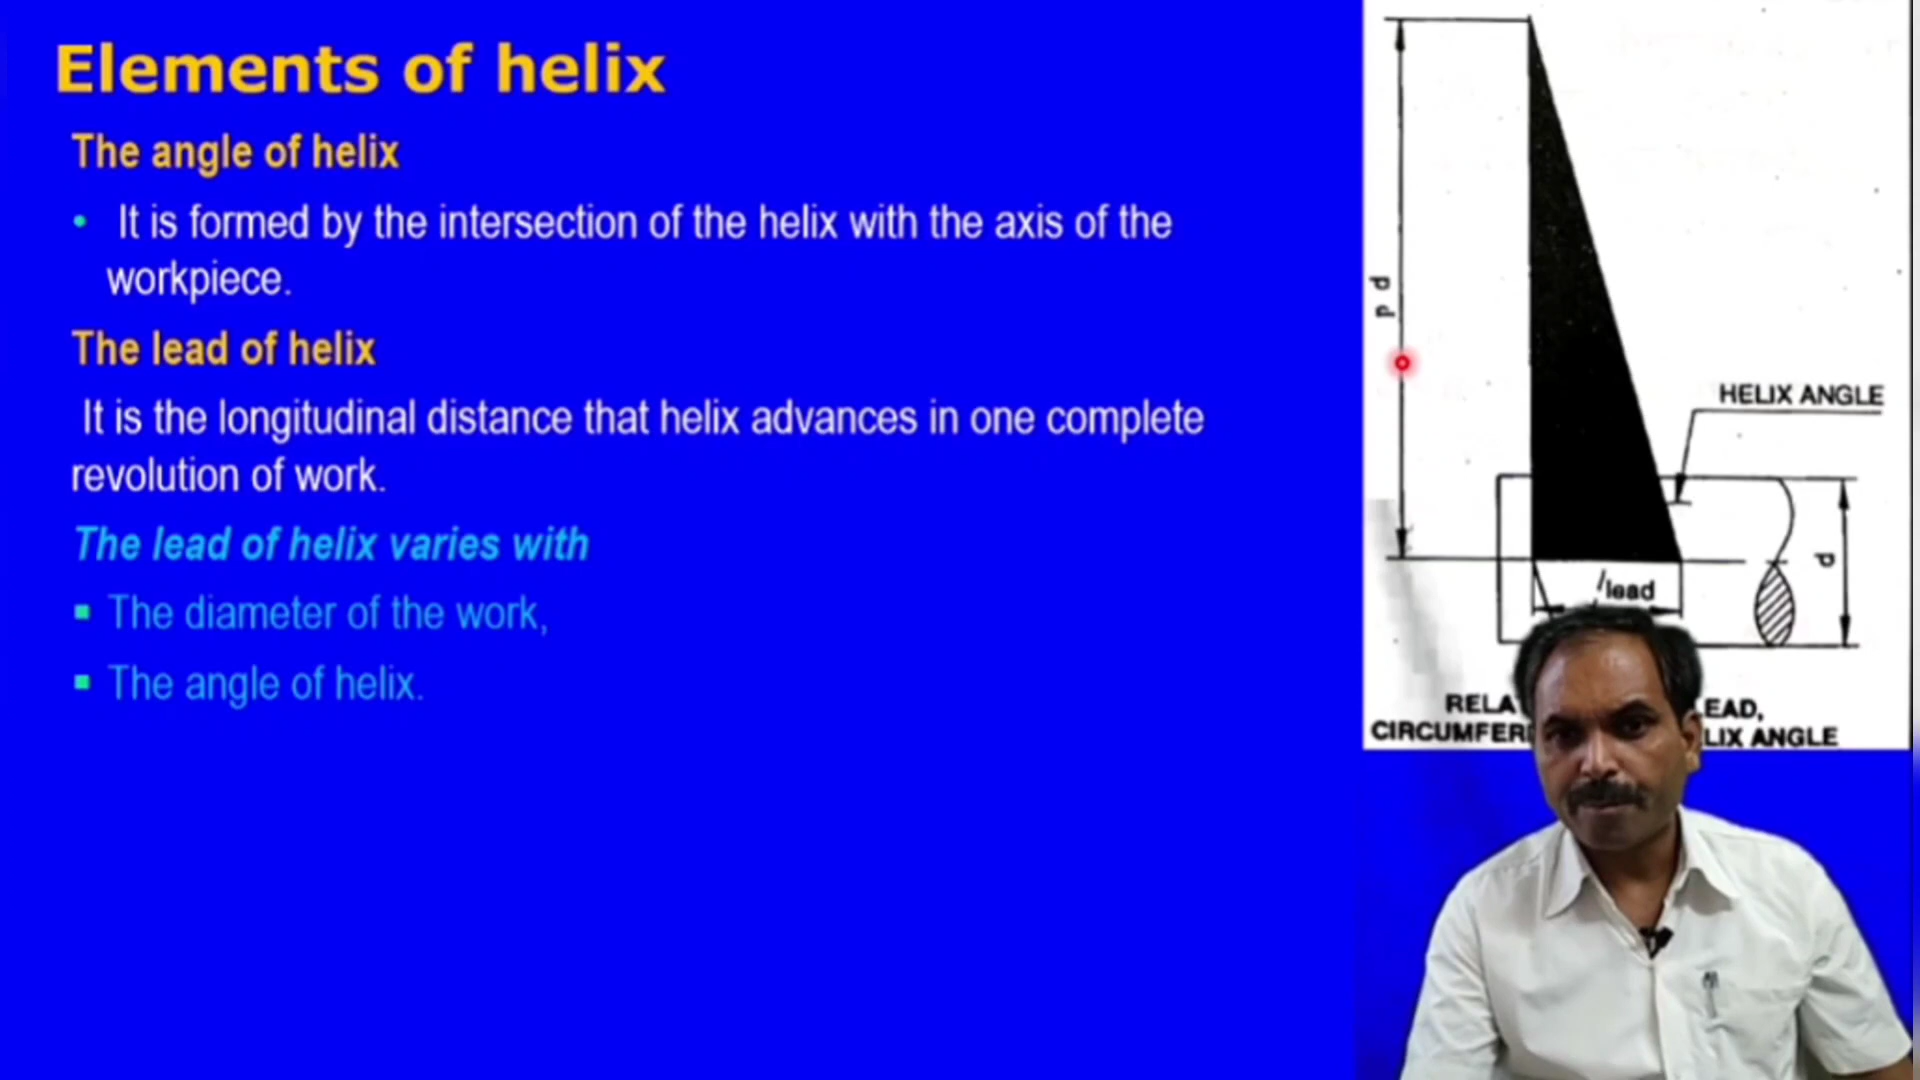 Elements of helix
The angle of helix
• It is formed by the intersection of the helix with the axis of the
workpiece.
The lead of helix
It is the longitudinal distance that helix advances in one complete
revolution of work.
The lead of helix varies with
▪ The diameter of the work,
▪ The angle of helix.
p d
HELIX ANGLE
d
lead
RELA EAD,
CIRCUMFER LIX ANGLE